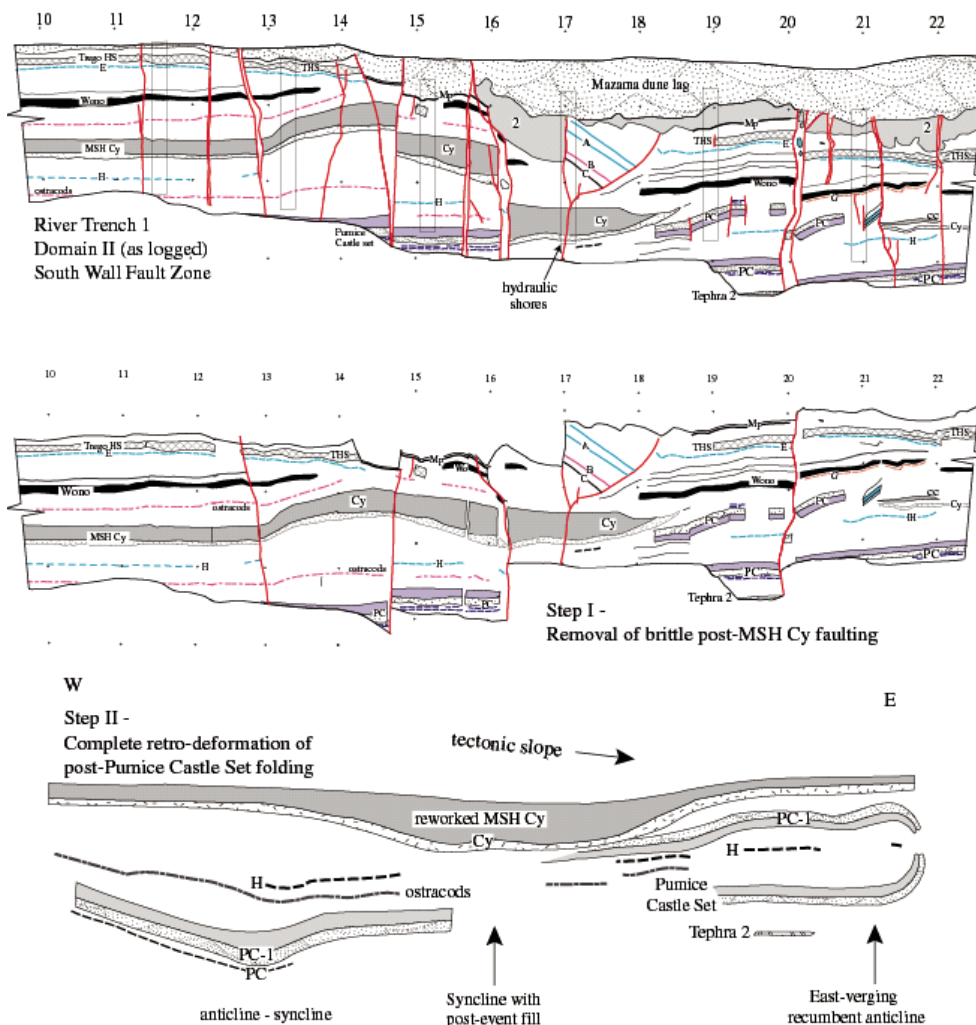 10 11 12 13 14 15 16 17 18 19 20 21 22
Trego HS
E
THS
Wono
MSH Cy
H
ostracods
Mp
Cy
H
Pumice
Castle set
2
Mazama dune lag
A
B
C
Cy
Mp
THS
E
Wono
PC
PC
G
2
THS
CC
Cy
H
PC
PC
Tephra 2
hydraulic
shores
River Trench 1
Domain II (as logged)
South Wall Fault Zone
10 11 12 13 14 15 16 17 18 19 20 21 22
Trego HS
E
THS
Wono
ostracods
MSH Cy
H
Cy
ostracods
PC
Mp
Wo
H
PC
A
B
C
Cy
Mp
THS
E
Wono
PC
PC
PC
Tephra 2
THS
G
PC
CC
Cy
H
PC
Step I -
Removal of brittle post-MSH Cy faulting
W
E
Step II -
Complete retro-deformation of
post-Pumice Castle Set folding
tectonic slope
reworked MSH Cy
Cy
PC-1
H
H
ostracods
Pumice
Castle Set
PC-1
PC
Tephra 2
anticline - syncline
Syncline with
post-event fill
East-verging
recumbent anticline